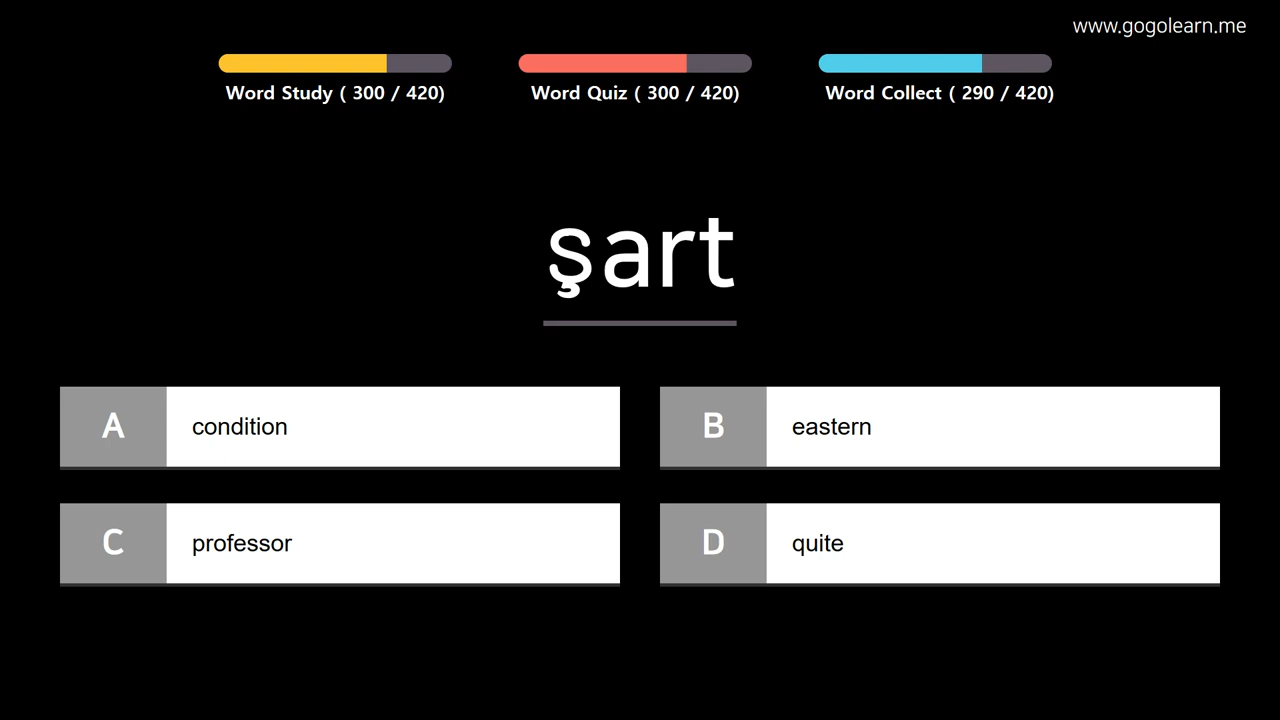 www.gogolearn.me
Word Study ( 300 / 420)
Word Quiz ( 300 / 420)
Word Collect ( 290 / 420)
şart
A condition
B eastern
C professor
D quite